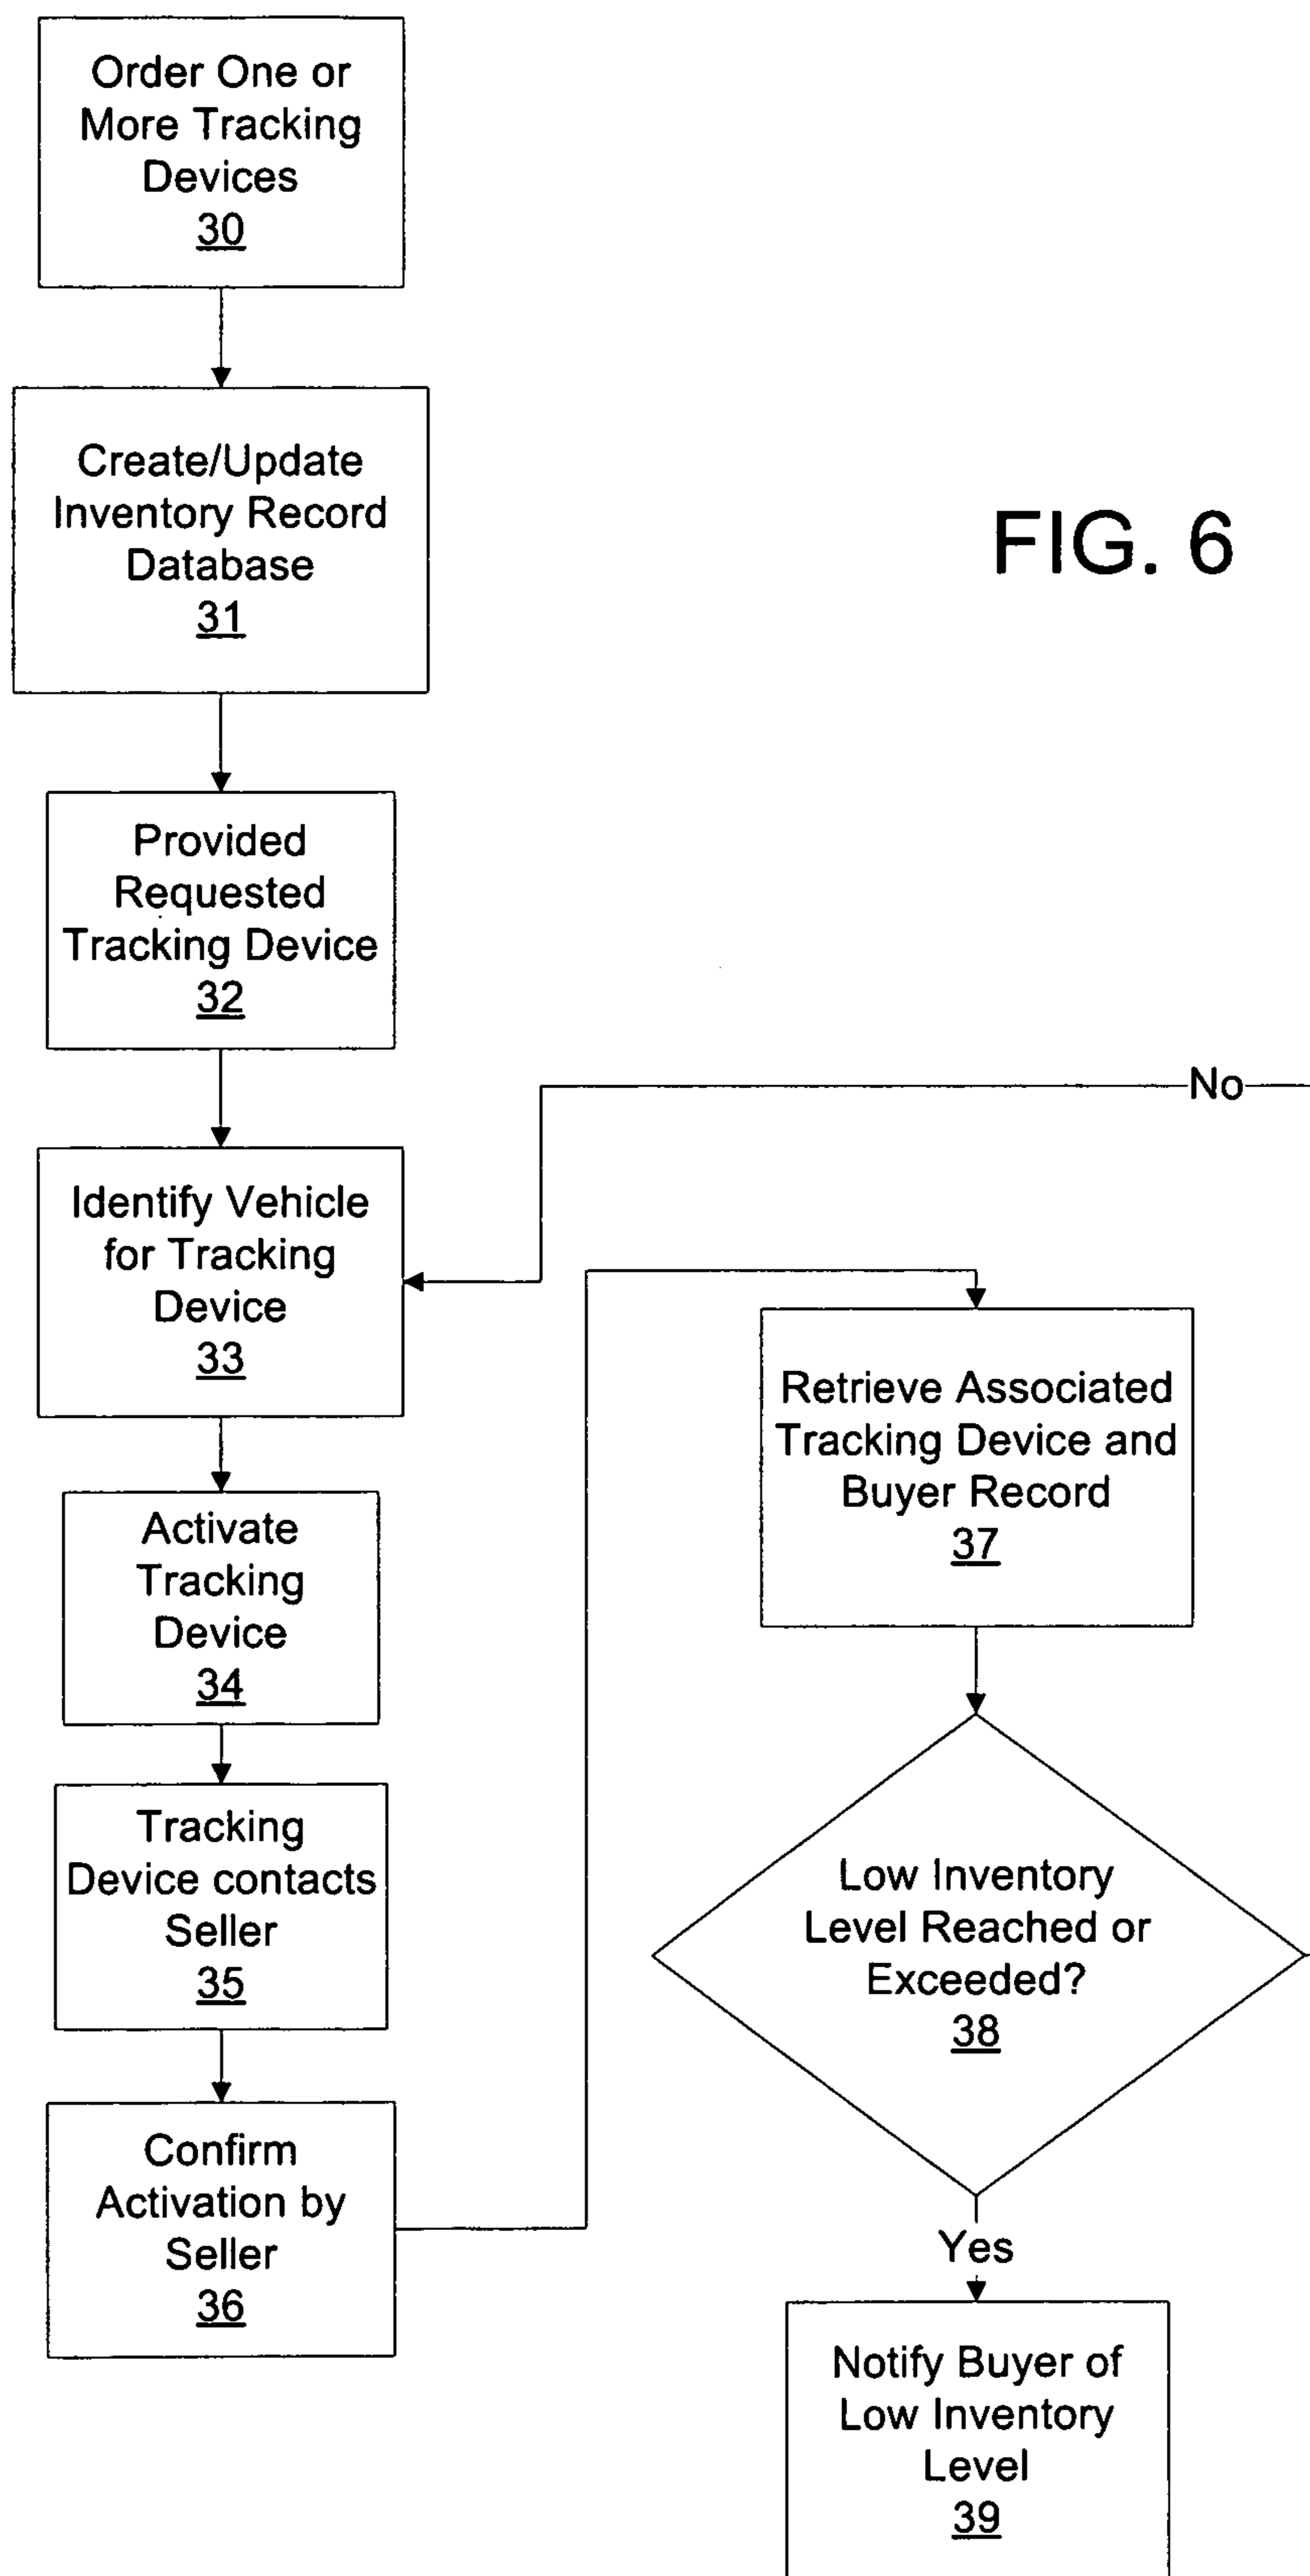 Order One or
More Tracking
Devices
30
Create/Update
Inventory Record
Database
31
FIG. 6
Provided
Requested
Tracking Device
32
No
Identify Vehicle
for Tracking
Device
33
Activate
Tracking
Device
34
Tracking
Device contacts
Seller
35
Confirm
Activation by
Seller
36
Retrieve Associated
Tracking Device and
Buyer Record
37
Low Inventory
Level Reached or
Exceeded?
38
Yes
Notify Buyer of
Low Inventory
Level
39